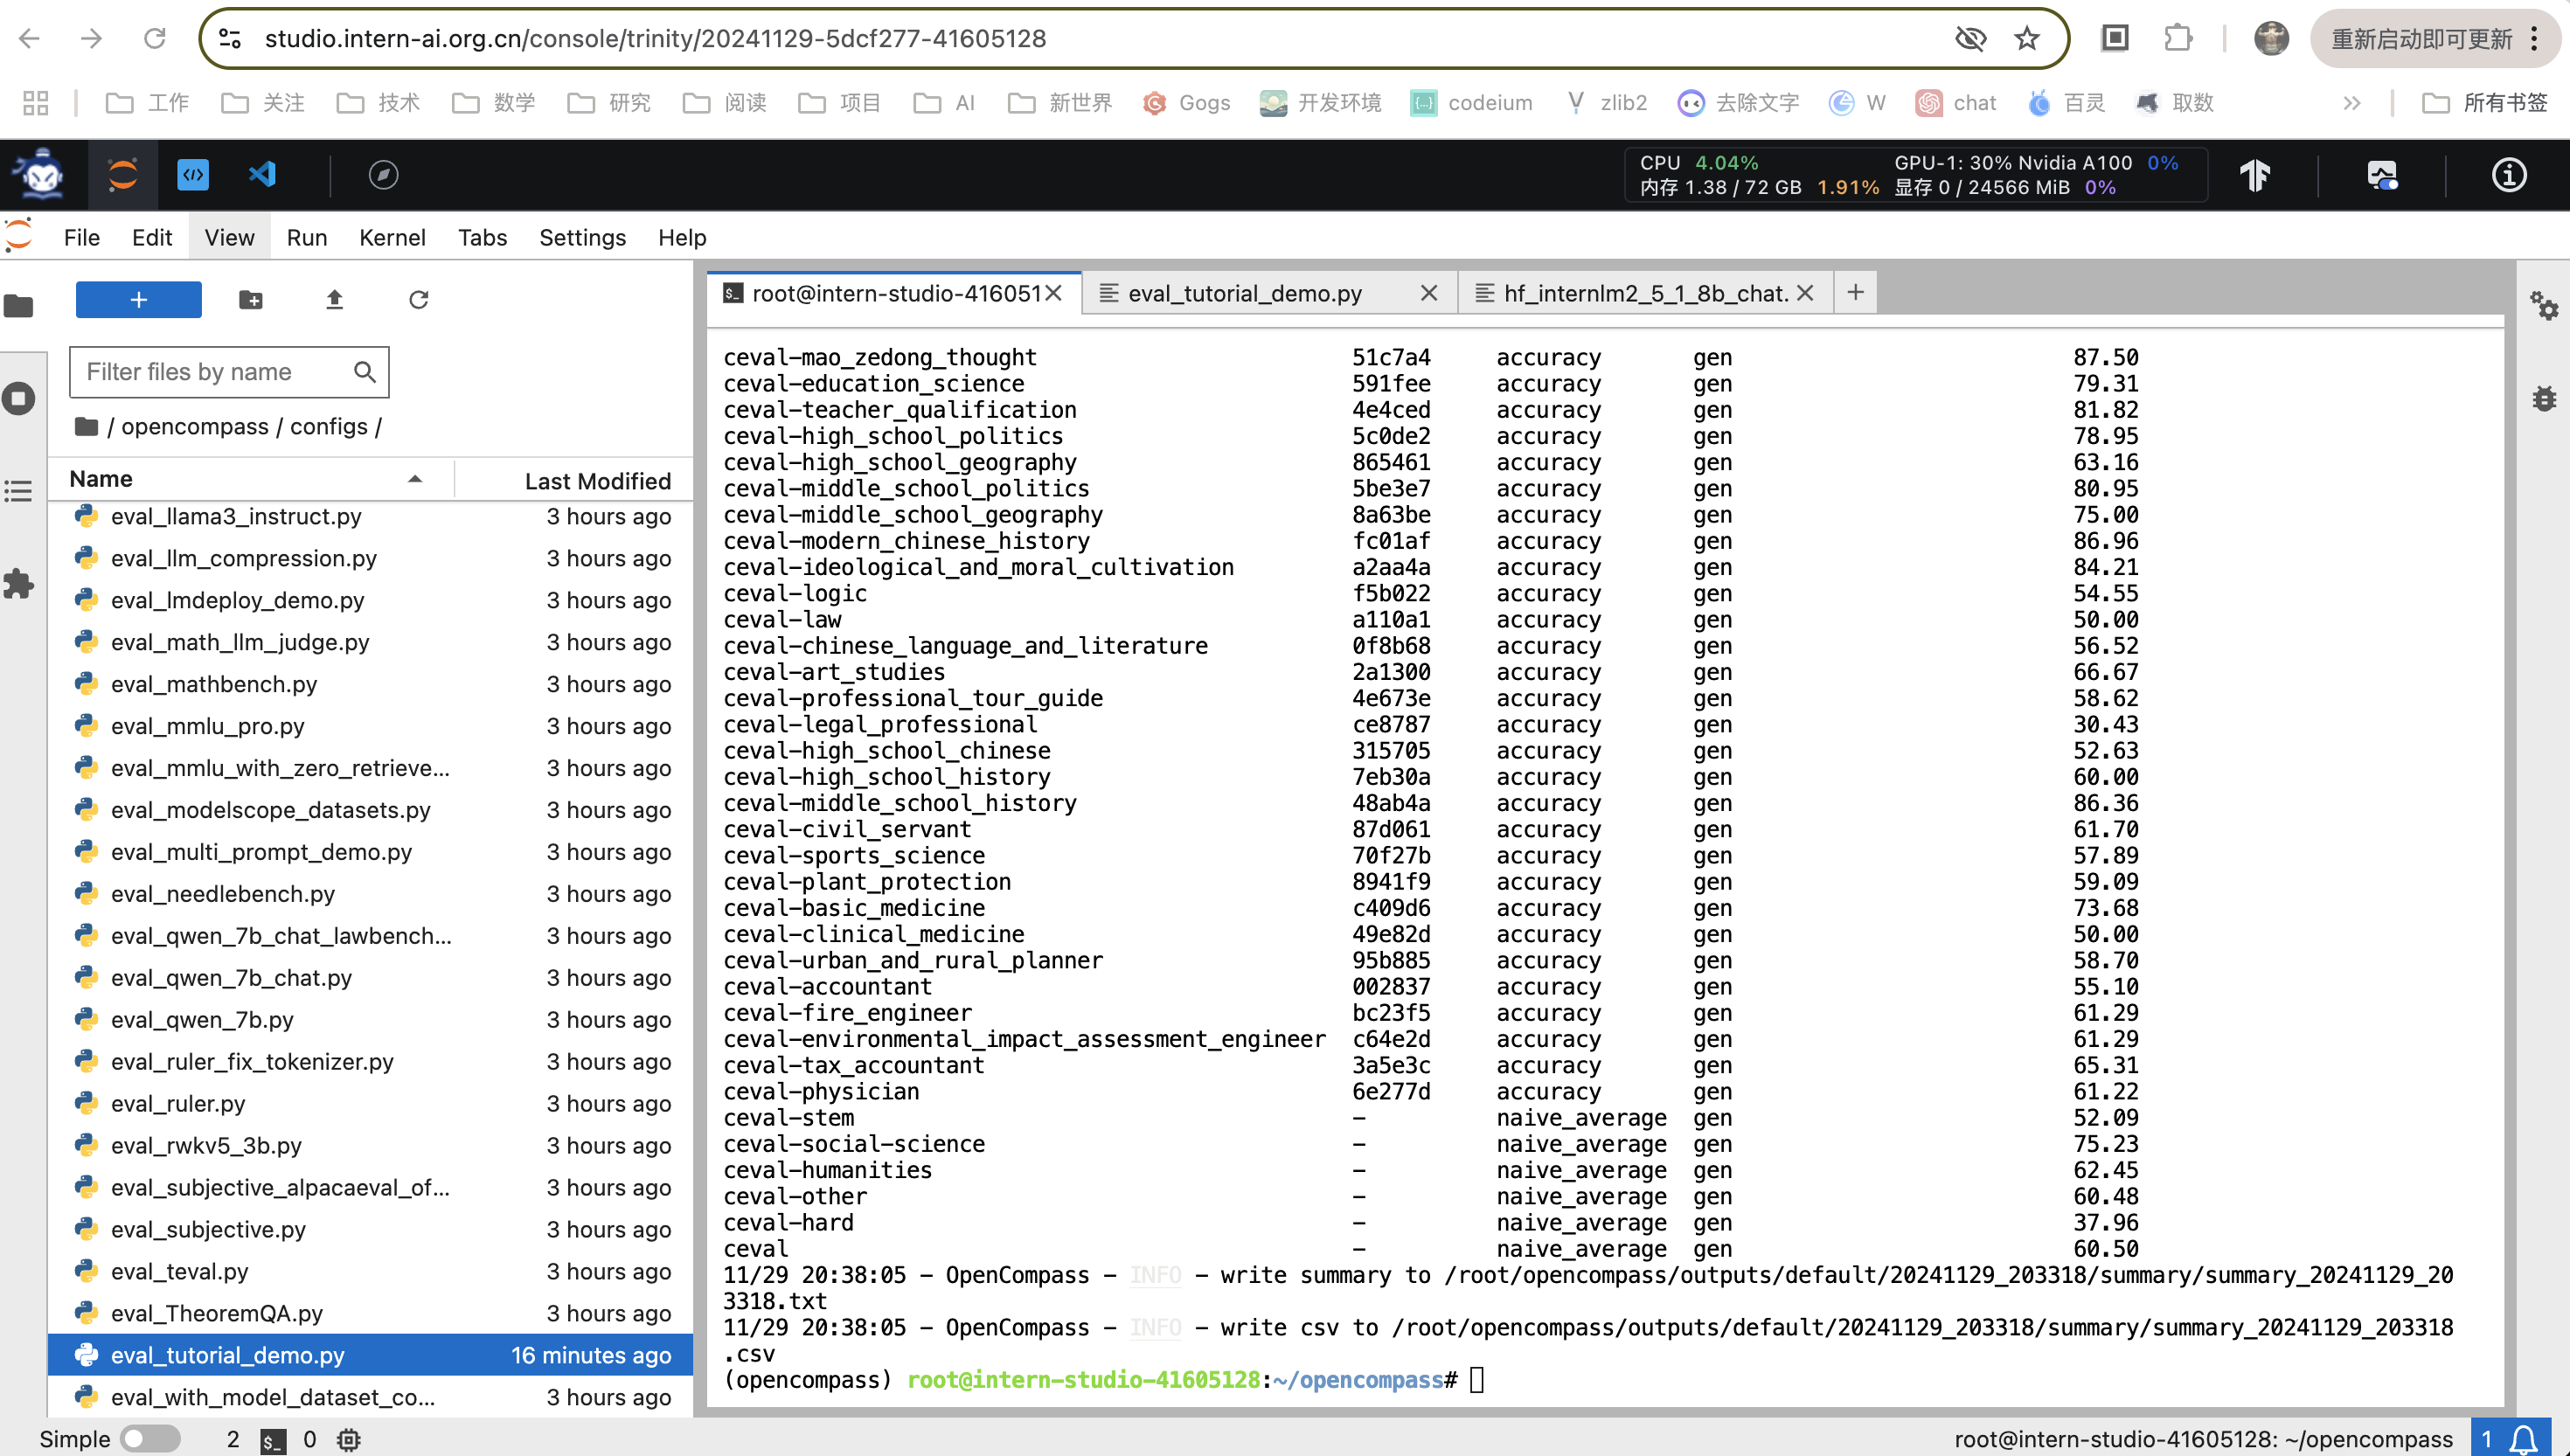 studio.intern-ai.org.cn/console/trinity/20241129-5dcf277-41605128
重新启动即可更新
工作 关注 技术 数学 研究 阅读 项目 AI 新世界 Gogs 开发环境 codeium zlib2 去除文字 W chat 百灵 取数 所有书签
CPU 4.04% GPU-1: 30% Nvidia A100 0%
内存 1.38 / 72 GB 1.91% 显存 0 / 24566 MiB 0%
File Edit View Run Kernel Tabs Settings Help
Filter files by name
/ opencompass / configs /
Name Last Modified
eval_llama3_instruct.py 3 hours ago
eval_llm_compression.py 3 hours ago
eval_lmdeploy_demo.py 3 hours ago
eval_math_llm_judge.py 3 hours ago
eval_mathbench.py 3 hours ago
eval_mmlu_pro.py 3 hours ago
eval_mmlu_with_zero_retrieve... 3 hours ago
eval_modelscope_datasets.py 3 hours ago
eval_multi_prompt_demo.py 3 hours ago
eval_needlebench.py 3 hours ago
eval_qwen_7b_chat_lawbench... 3 hours ago
eval_qwen_7b_chat.py 3 hours ago
eval_qwen_7b.py 3 hours ago
eval_ruler_fix_tokenizer.py 3 hours ago
eval_ruler.py 3 hours ago
eval_rwkv5_3b.py 3 hours ago
eval_subjective_alpacaeval_of... 3 hours ago
eval_subjective.py 3 hours ago
eval_teval.py 3 hours ago
eval_TheoremQA.py 3 hours ago
eval_tutorial_demo.py 16 minutes ago
eval_with_model_dataset_co... 3 hours ago
root@intern-studio-416051 eval_tutorial_demo.py hf_internlm2_5_1_8b_chat.
ceval-mao_zedong_thought 51c7a4 accuracy gen 87.50
ceval-education_science 591fee accuracy gen 79.31
ceval-teacher_qualification 4e4ced accuracy gen 81.82
ceval-high_school_politics 5c0de2 accuracy gen 78.95
ceval-high_school_geography 865461 accuracy gen 63.16
ceval-middle_school_politics 5be3e7 accuracy gen 80.95
ceval-middle_school_geography 8a63be accuracy gen 75.00
ceval-modern_chinese_history fc01af accuracy gen 86.96
ceval-ideological_and_moral_cultivation a2aa4a accuracy gen 84.21
ceval-logic f5b022 accuracy gen 54.55
ceval-law a110a1 accuracy gen 50.00
ceval-chinese_language_and_literature 0f8b68 accuracy gen 56.52
ceval-art_studies 2a1300 accuracy gen 66.67
ceval-professional_tour_guide 4e673e accuracy gen 58.62
ceval-legal_professional ce8787 accuracy gen 30.43
ceval-high_school_chinese 315705 accuracy gen 52.63
ceval-high_school_history 7eb30a accuracy gen 60.00
ceval-middle_school_history 48ab4a accuracy gen 86.36
ceval-civil_servant 87d061 accuracy gen 61.70
ceval-sports_science 70f27b accuracy gen 57.89
ceval-plant_protection 8941f9 accuracy gen 59.09
ceval-basic_medicine c409d6 accuracy gen 73.68
ceval-clinical_medicine 49e82d accuracy gen 50.00
ceval-urban_and_rural_planner 95b885 accuracy gen 58.70
ceval-accountant 002837 accuracy gen 55.10
ceval-fire_engineer bc23f5 accuracy gen 61.29
ceval-environmental_impact_assessment_engineer c64e2d accuracy gen 61.29
ceval-tax_accountant 3a5e3c accuracy gen 65.31
ceval-physician 6e277d accuracy gen 61.22
ceval-stem - naive_average gen 52.09
ceval-social-science - naive_average gen 75.23
ceval-humanities - naive_average gen 62.45
ceval-other - naive_average gen 60.48
ceval-hard - naive_average gen 37.96
ceval - naive_average gen 60.50
11/29 20:38:05 - OpenCompass - INFO - write summary to /root/opencompass/outputs/default/20241129_203318/summary/summary_20241129_20
3318.txt
11/29 20:38:05 - OpenCompass - INFO - write csv to /root/opencompass/outputs/default/20241129_203318/summary/summary_20241129_203318
.csv
(opencompass) root@intern-studio-41605128:~/opencompass#
Simple 2 0 root@intern-studio-41605128: ~/opencompass 1